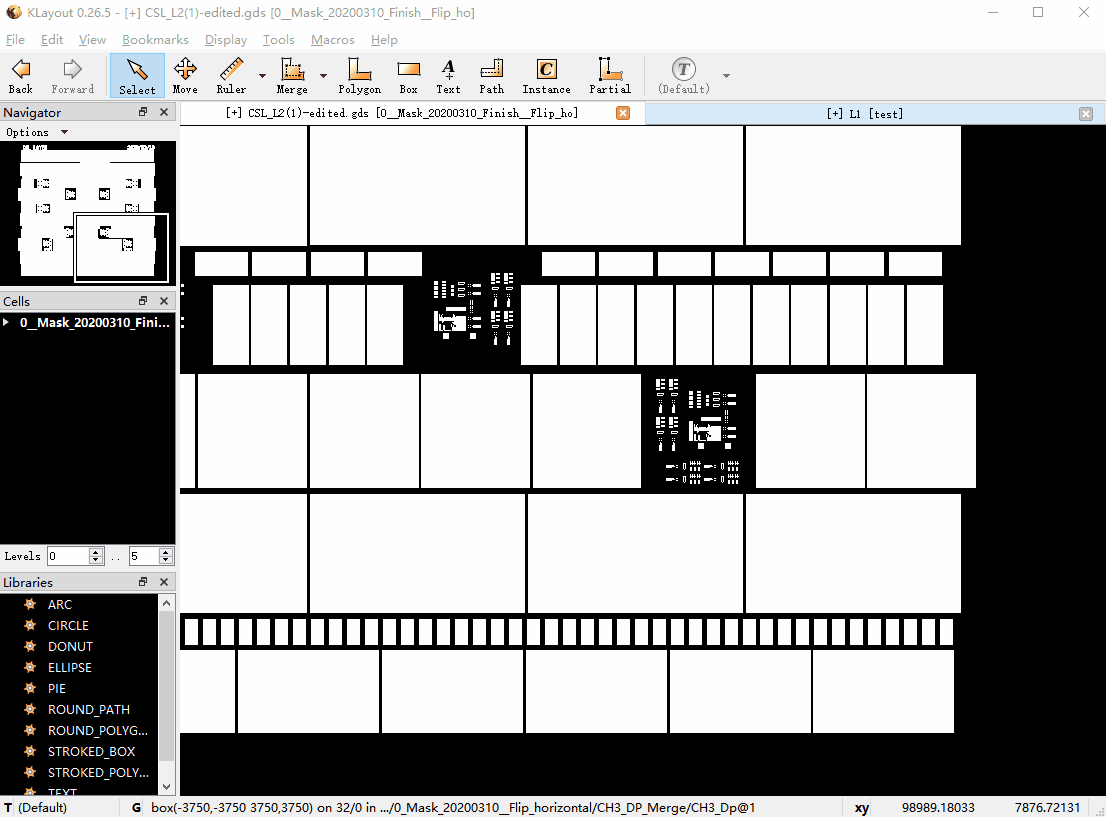 KLayout 0.26.5 - [+] CSL_L2(1)-edited.gds [0__Mask_20200310_Finish__Flip_ho]
File Edit View Bookmarks Display Tools Macros Help
Back Forward Select Move Ruler Merge Polygon Box Text Path Instance Partial (Default)
Navigator
[+] CSL_L2(1)-edited.gds [0__Mask_20200310_Finish__Flip_ho]
[+] L1 [test]
Options
Cells
0__Mask_20200310_Fini...
Levels 0 .. 5
Libraries
ARC
CIRCLE
DONUT
ELLIPSE
PIE
ROUND_PATH
ROUND_POLYG...
STROKED_BOX
STROKED_POLY...
TEXT
T (Default) G box(-3750,-3750 3750,3750) on 32/0 in .../0_Mask_20200310__Flip_horizontal/CH3_DP_Merge/CH3_Dp@1 xy 98989.18033 7876.72131